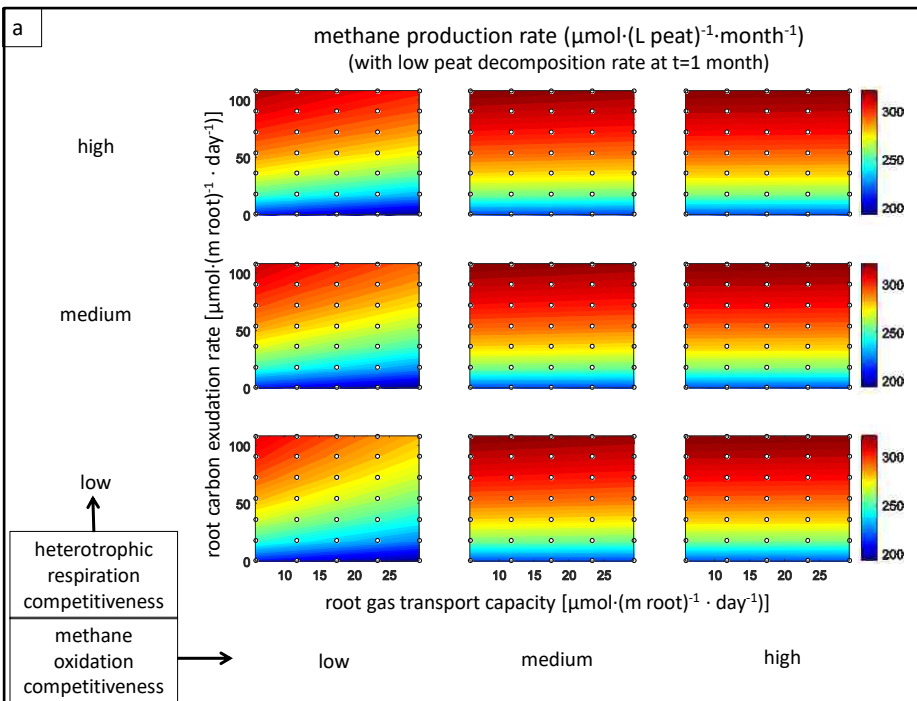 a
methane production rate (µmol·(L peat)⁻¹·month⁻¹)
(with low peat decomposition rate at t=1 month)
high
medium
low
root carbon exudation rate [µmol·(m root)⁻¹ · day⁻¹)]
100
50
0
300
250
200
100
50
0
300
250
200
100
50
0
300
250
200
10 15 20 25
10 15 20 25
10 15 20 25
root gas transport capacity [µmol·(m root)⁻¹ · day⁻¹)]
heterotrophic
respiration
competitiveness
methane
oxidation
competitiveness
low
medium
high